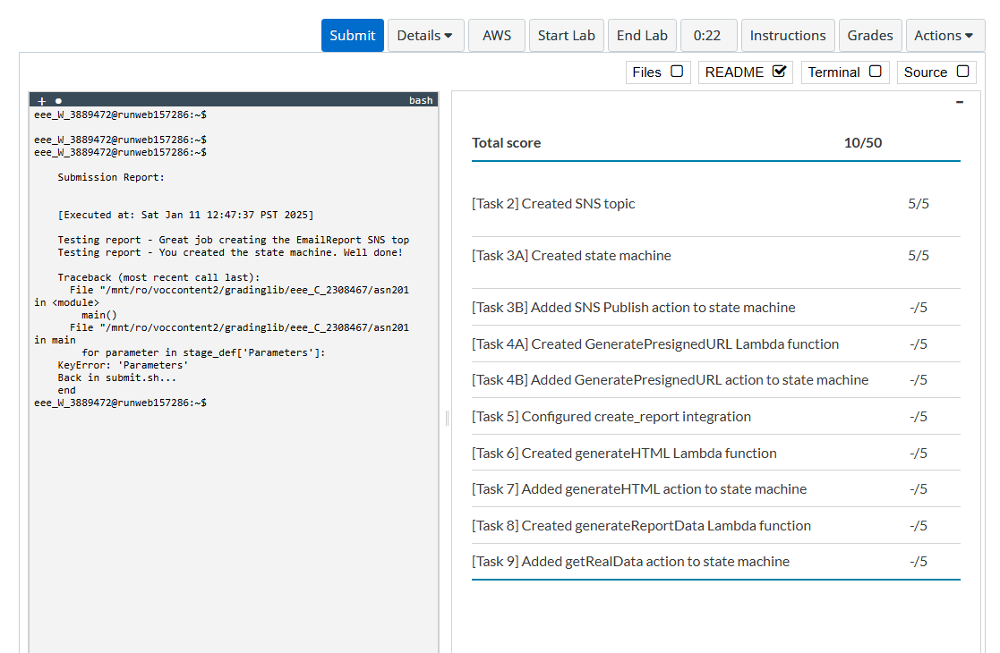 Submit Details AWS Start Lab End Lab 0:22 Instructions Grades Actions
Files README Terminal Source
+ bash
eee_W_3889472@runweb157286:~$
eee_W_3889472@runweb157286:~$
eee_W_3889472@runweb157286:~$
Submission Report:
[Executed at: Sat Jan 11 12:47:37 PST 2025]
Testing report - Great job creating the EmailReport SNS top
Testing report - You created the state machine. Well done!
Traceback (most recent call last):
File "/mnt/ro/voccontent2/gradinglib/eee_C_2308467/asn201
in <module>
main()
File "/mnt/ro/voccontent2/gradinglib/eee_C_2308467/asn201
in main
for parameter in stage_def['Parameters']:
KeyError: 'Parameters'
Back in submit.sh...
end
eee_W_3889472@runweb157286:~$
Total score 10/50
[Task 2] Created SNS topic 5/5
[Task 3A] Created state machine 5/5
[Task 3B] Added SNS Publish action to state machine -/5
[Task 4A] Created GeneratePresignedURL Lambda function -/5
[Task 4B] Added GeneratePresignedURL action to state machine -/5
[Task 5] Configured create_report integration -/5
[Task 6] Created generateHTML Lambda function -/5
[Task 7] Added generateHTML action to state machine -/5
[Task 8] Created generateReportData Lambda function -/5
[Task 9] Added getRealData action to state machine -/5